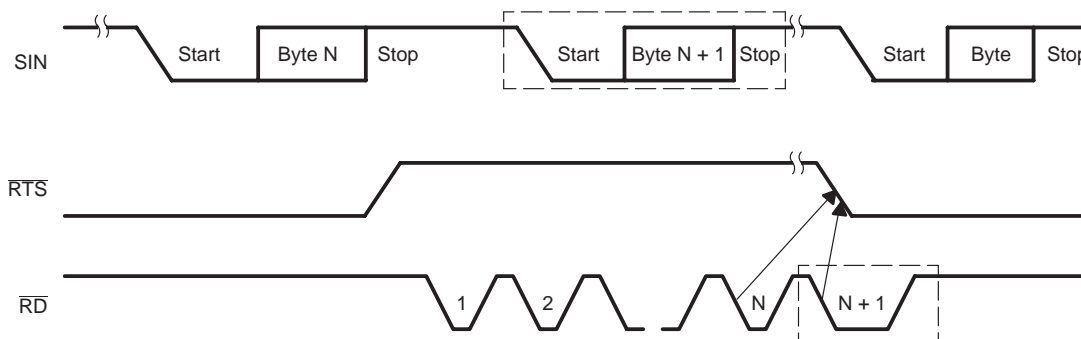 SIN Start Byte N Stop Start Byte N + 1 Stop Start Byte Stop
RTS
RD 1 2 N N + 1